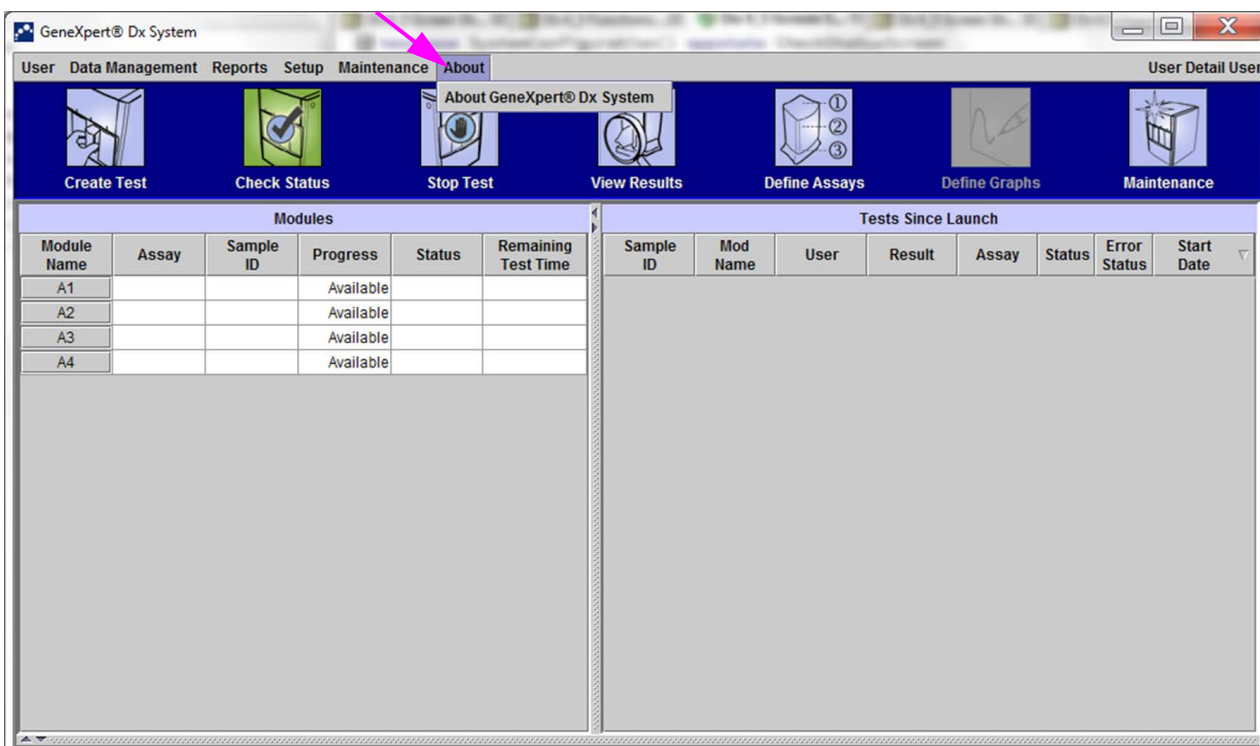 GeneXpert® Dx System
User Data Management Reports Setup Maintenance About User Detail User
About GeneXpert® Dx System
①
②
③
Create Test Check Status Stop Test View Results Define Assays Define Graphs Maintenance
Modules
Module Name Assay Sample ID Progress Status Remaining Test Time
A1 Available
A2 Available
A3 Available
A4 Available
Tests Since Launch
Sample ID Mod Name User Result Assay Status Error Status Start Date